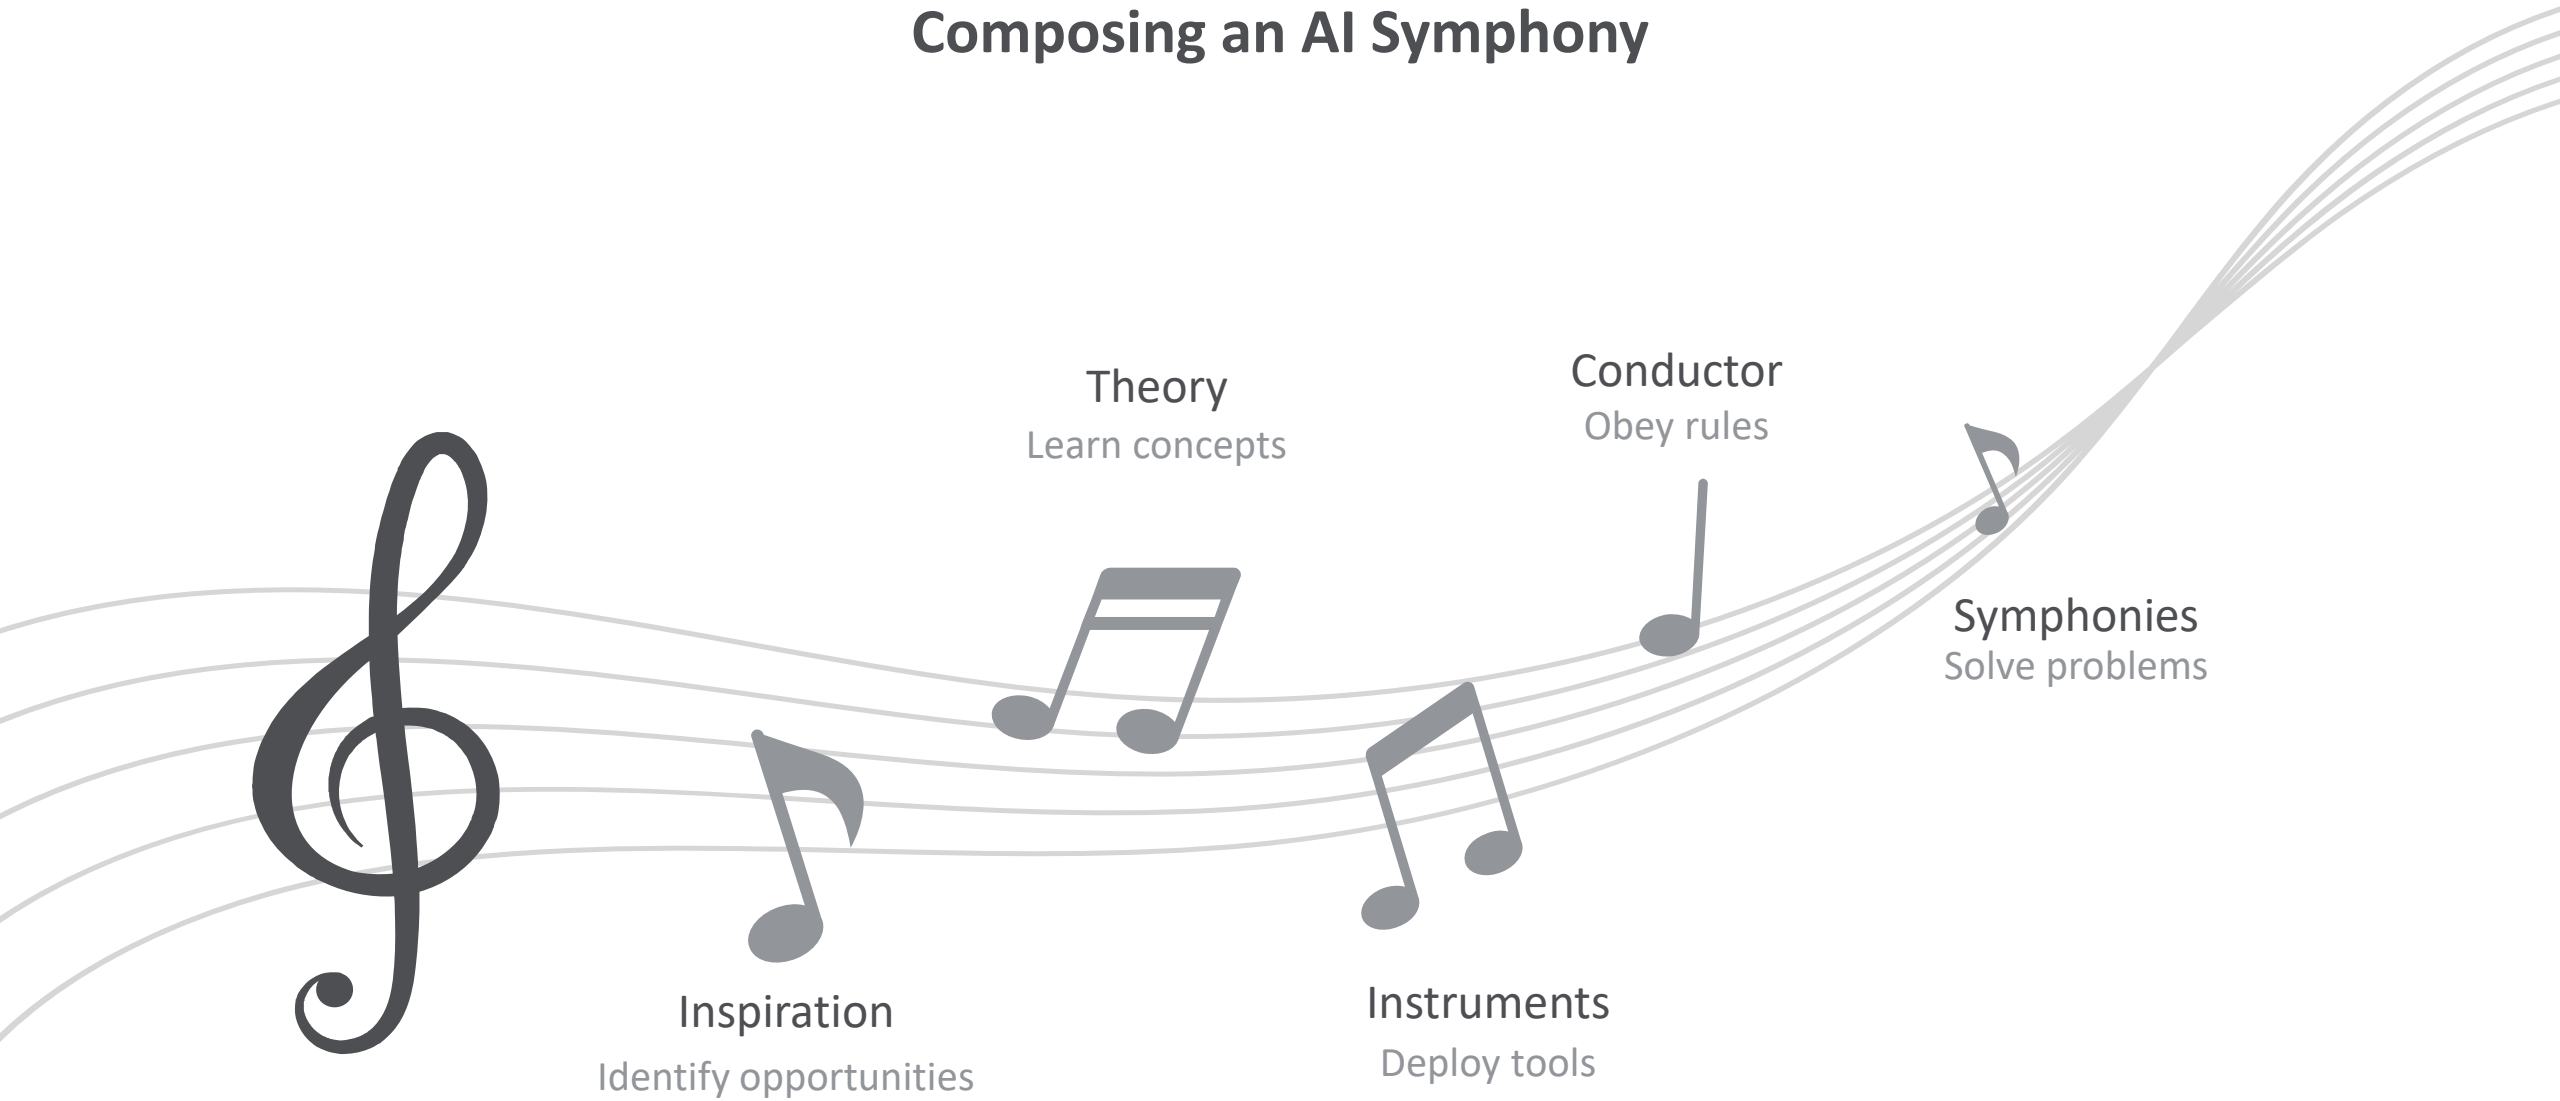 Composing an AI Symphony
Inspiration
Identify opportunities
Theory
Learn concepts
Instruments
Deploy tools
Conductor
Obey rules
Symphonies
Solve problems